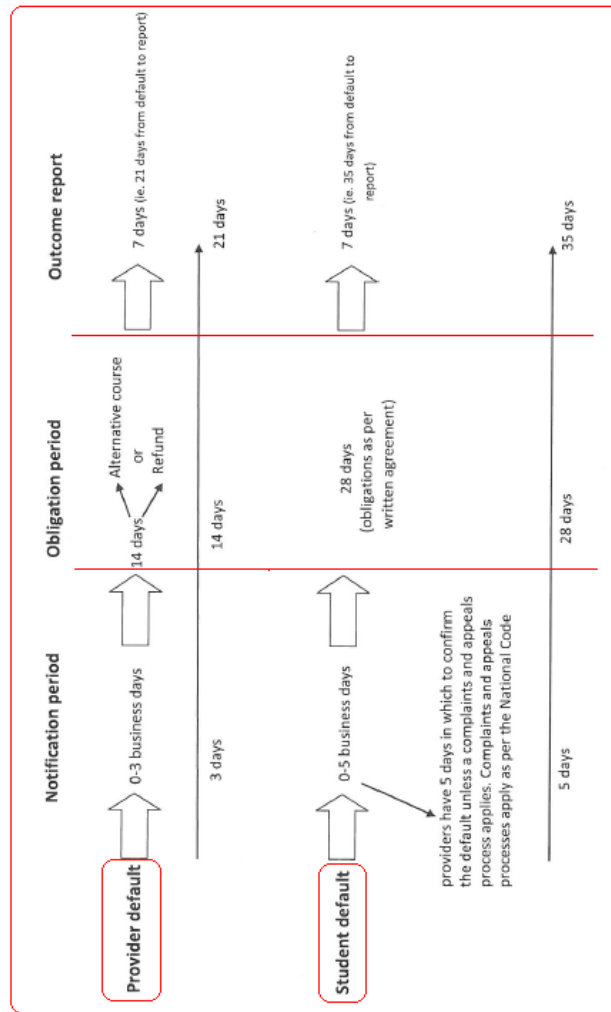 Notification period
Obligation period
Outcome report
Provider default
0-3 business days
14 days
Alternative course
or
Refund
7 days (ie. 21 days from default to report)
3 days
14 days
21 days
Student default
0-5 business days
28 days
(obligations as per
written agreement)
7 days (ie. 35 days from default to
report)
providers have 5 days in which to confirm
the default unless a complaints and appeals
process applies. Complaints and appeals
processes apply as per the National Code
5 days
28 days
35 days